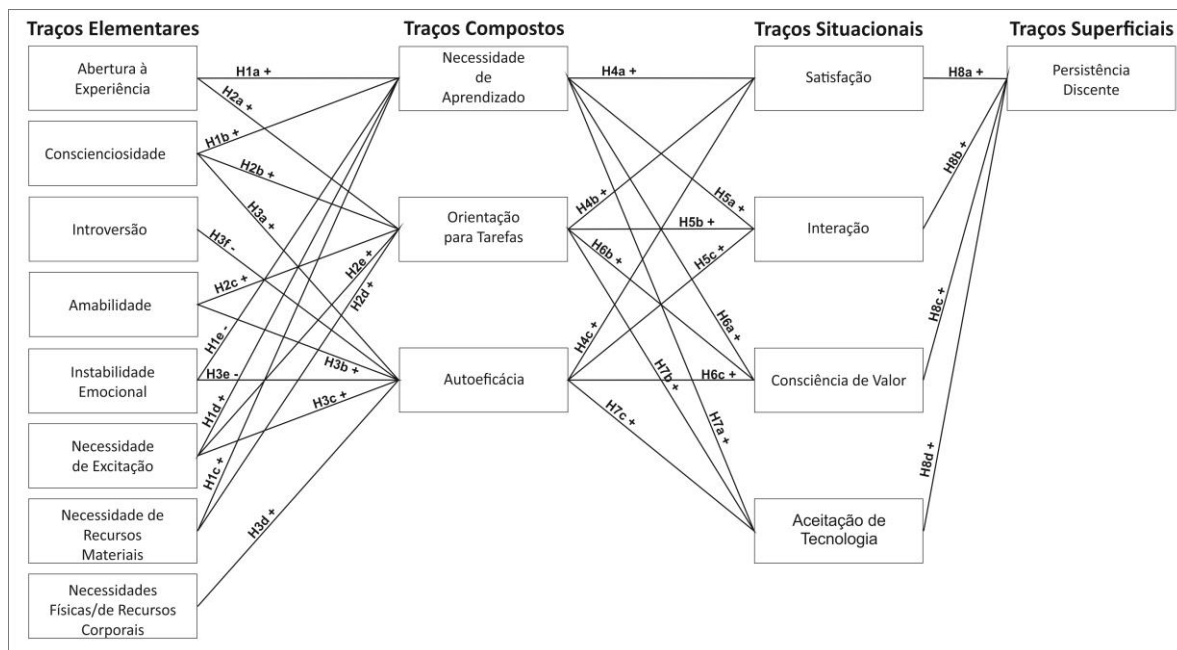 Traços Elementares
Traços Compostos
Traços Situacionais
Traços Superficiais
Abertura à
Experiência
Conscienciosidade
Introversão
Amabilidade
Instabilidade
Emocional
Necessidade
de Excitação
Necessidade de
Recursos
Materiais
Necessidades
Físicas/de Recursos
Corporais
H1a +
H2a +
H1b +
H2b +
H3a +
H3f -
H2c +
H2e +
H2d +
H1e -
H3b +
H3e -
H3c +
H1d +
H1c +
H3d +
Necessidade
de
Aprendizado
Orientação
para Tarefas
Autoeficácia
H4a +
H4b +
H5a +
H5b +
H6b +
H5c +
H4c +
H6a +
H7b +
H6c +
H7c +
H7a +
Satisfação
Interação
Consciência de Valor
Aceitação de
Tecnologia
H8a +
H8b +
H8c +
H8d +
Persistência
Discente